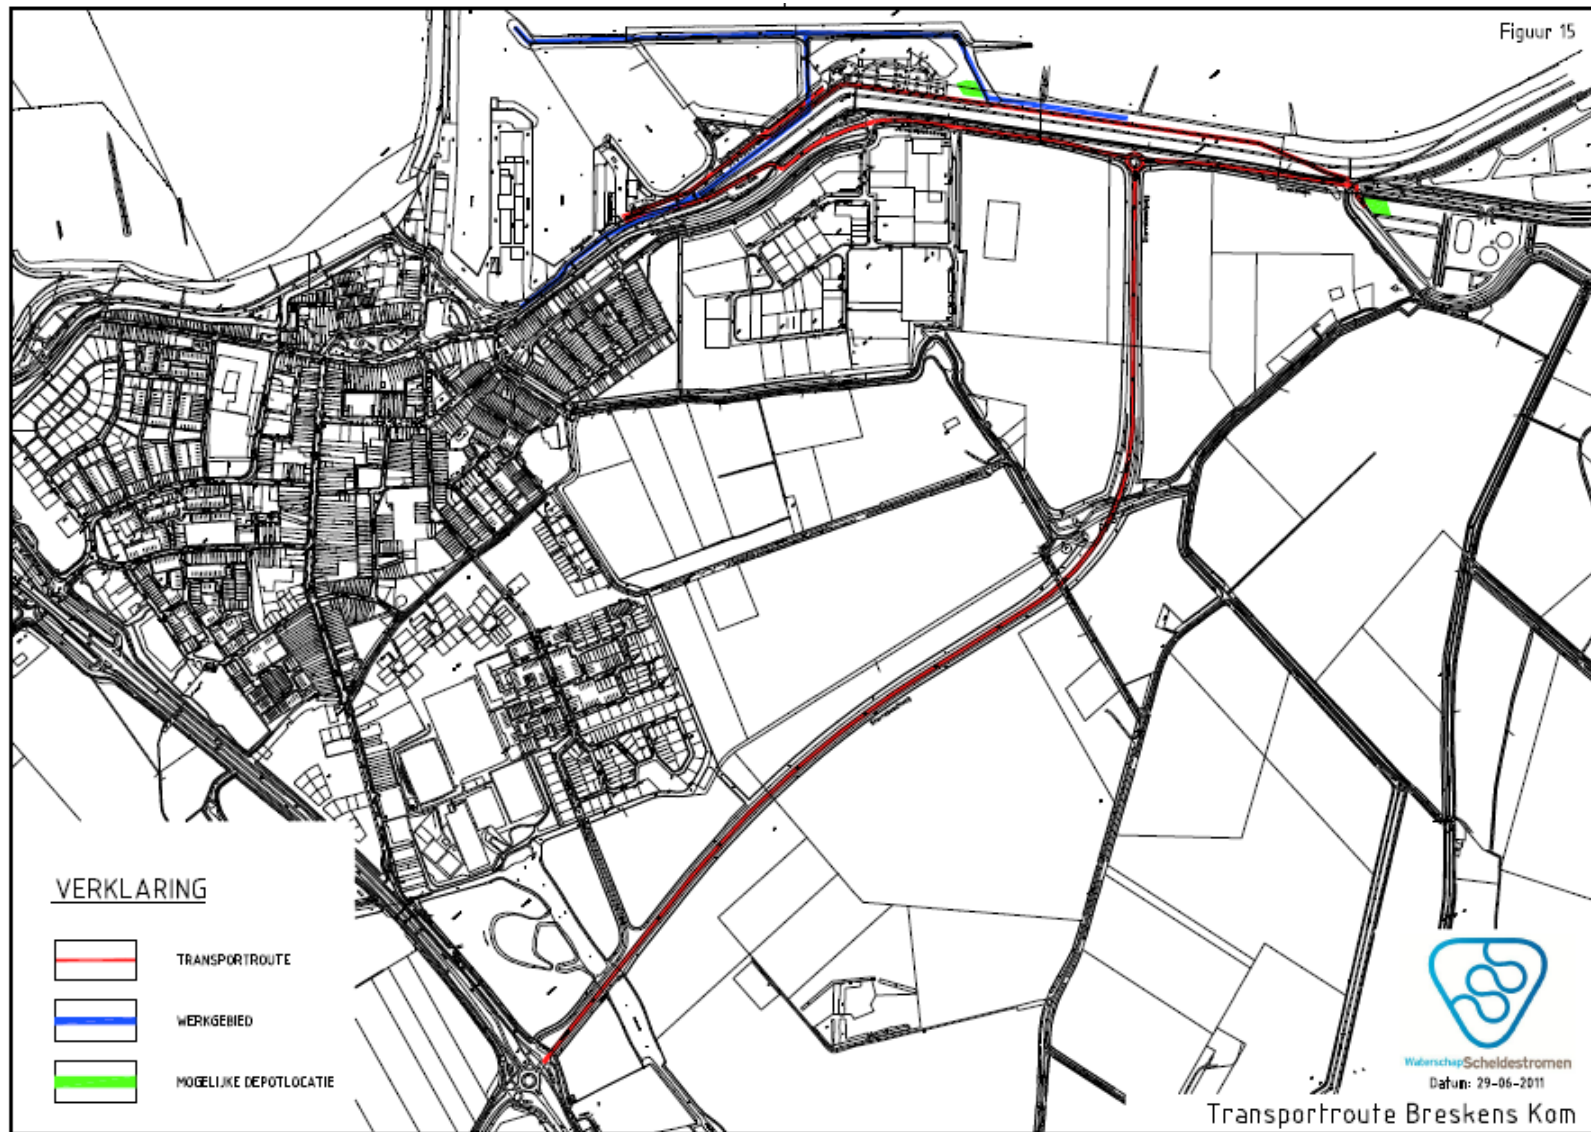 Figuur 15
VERKLARING
TRANSPORTROUTE
WERKGEBIED
MOGELIJKE DEPOTLOCATIE
WaterschapScheldestromen
Datum: 29-06-2011
Transportroute Breskens Kom